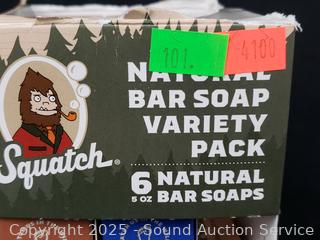 101.
4100
NATURAL
BAR SOAP
VARIETY
PACK
Squatch®
6 NATURAL
5 OZ BAR SOAPS
Copyright 2025 - Sound Auction Service